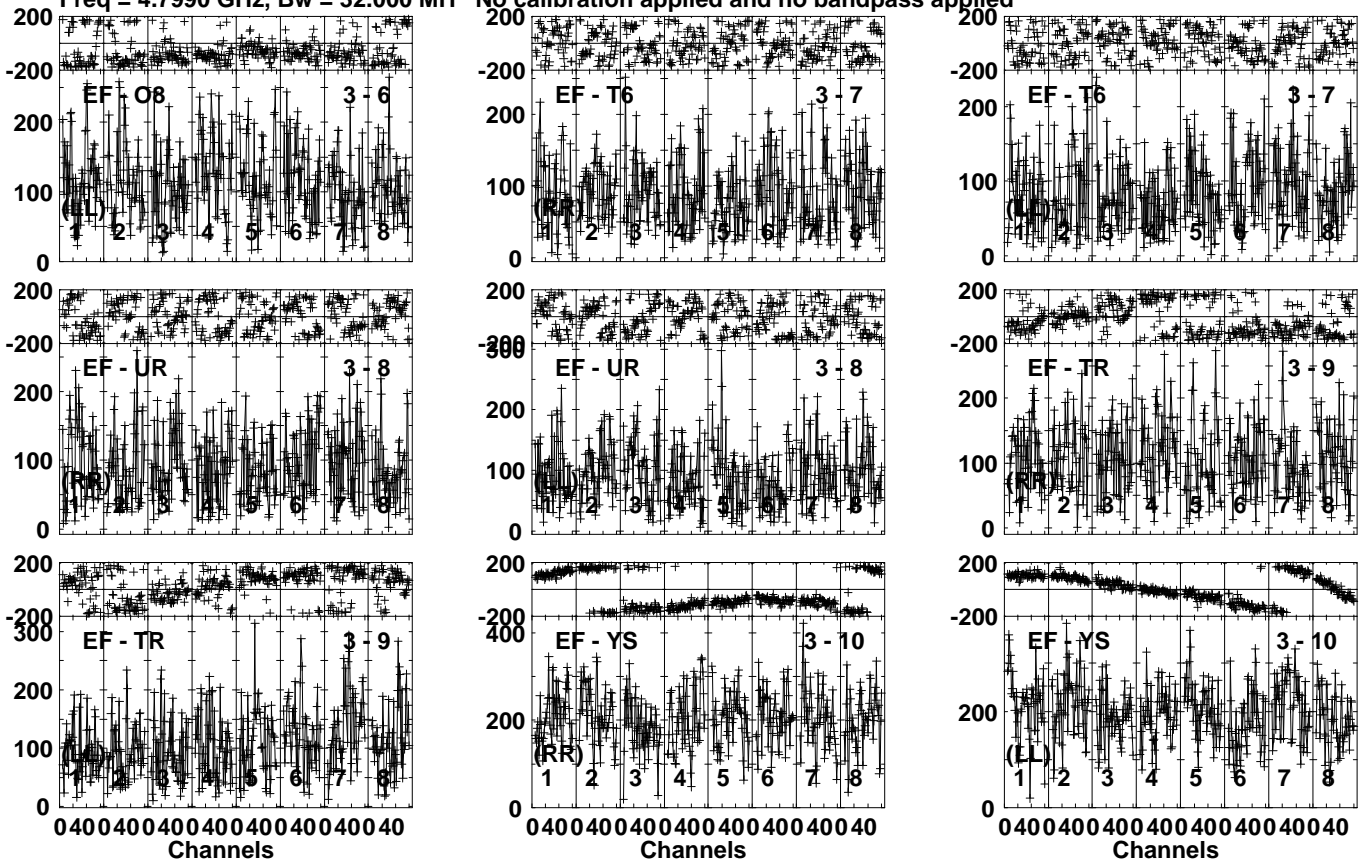 Freq = 4.7990 GHz, Bw = 32.000 MH No calibration applied and no bandpass applied
200 200 200
-200 -200 -200
EF - O8 3 - 6 EF - T6 3 - 7 EF - T6 3 - 7
200 200 200
100 100 100
(LL) (RR) (LL)
1 2 3 4 5 6 7 8 1 2 3 4 5 6 7 8 1 2 3 4 5 6 7 8
0 0 0
200 200 200
-200 -200 -200
300
EF - UR 3 - 8 EF - UR 3 - 8 EF - TR 3 - 9
200 200 200
100 100 100
(RR) (LL) (RR)
1 2 3 4 5 6 7 8 1 2 3 4 5 6 7 8 1 2 3 4 5 6 7 8
0 0 0
200 200 200
-200 -200 -200
EF - TR 3 - 9 EF - YS 3 - 10 EF - YS 3 - 10
300 400
200 200 200
100
(LL) (RR) (LL)
1 2 3 4 5 6 7 8 1 2 3 4 5 6 7 8 1 2 3 4 5 6 7 8
0 0 0
0 40 0 40 0 40 0 40 0 40 0 40 0 40 0 40 0 40 0 40 0 40 0 40 0 40 0 40 0 40 0 40 0 40 0 40 0 40 0 40 0 40 0 40 0 40 0 40
Channels Channels Channels